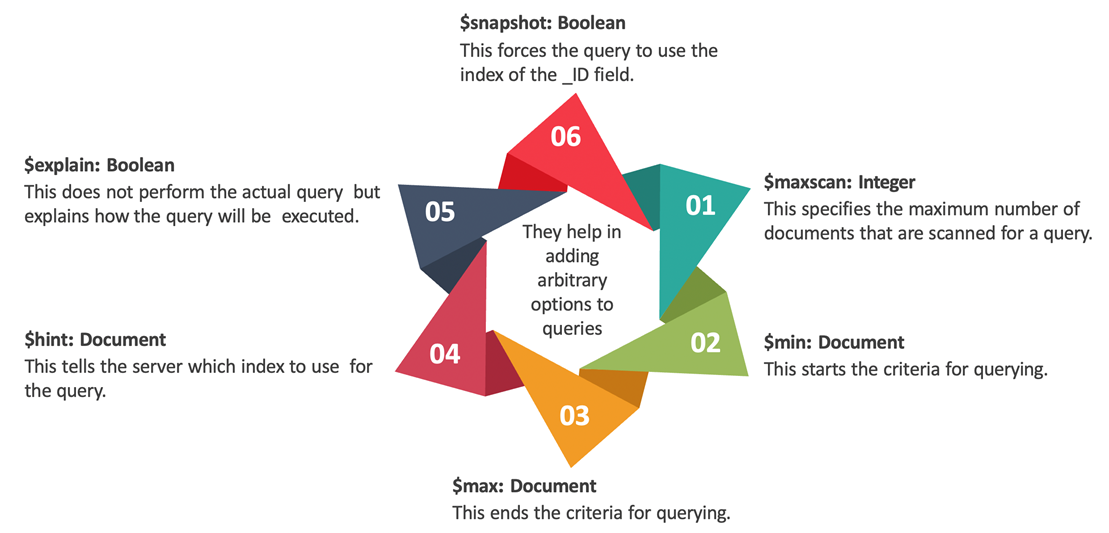 $snapshot: Boolean
This forces the query to use the
index of the _ID field.
06
$explain: Boolean
This does not perform the actual query but
explains how the query will be executed.
05
01
$maxscan: Integer
This specifies the maximum number of
documents that are scanned for a query.
They help in
adding
arbitrary
options to
queries
$hint: Document
This tells the server which index to use for
the query.
04
02
$min: Document
This starts the criteria for querying.
03
$max: Document
This ends the criteria for querying.